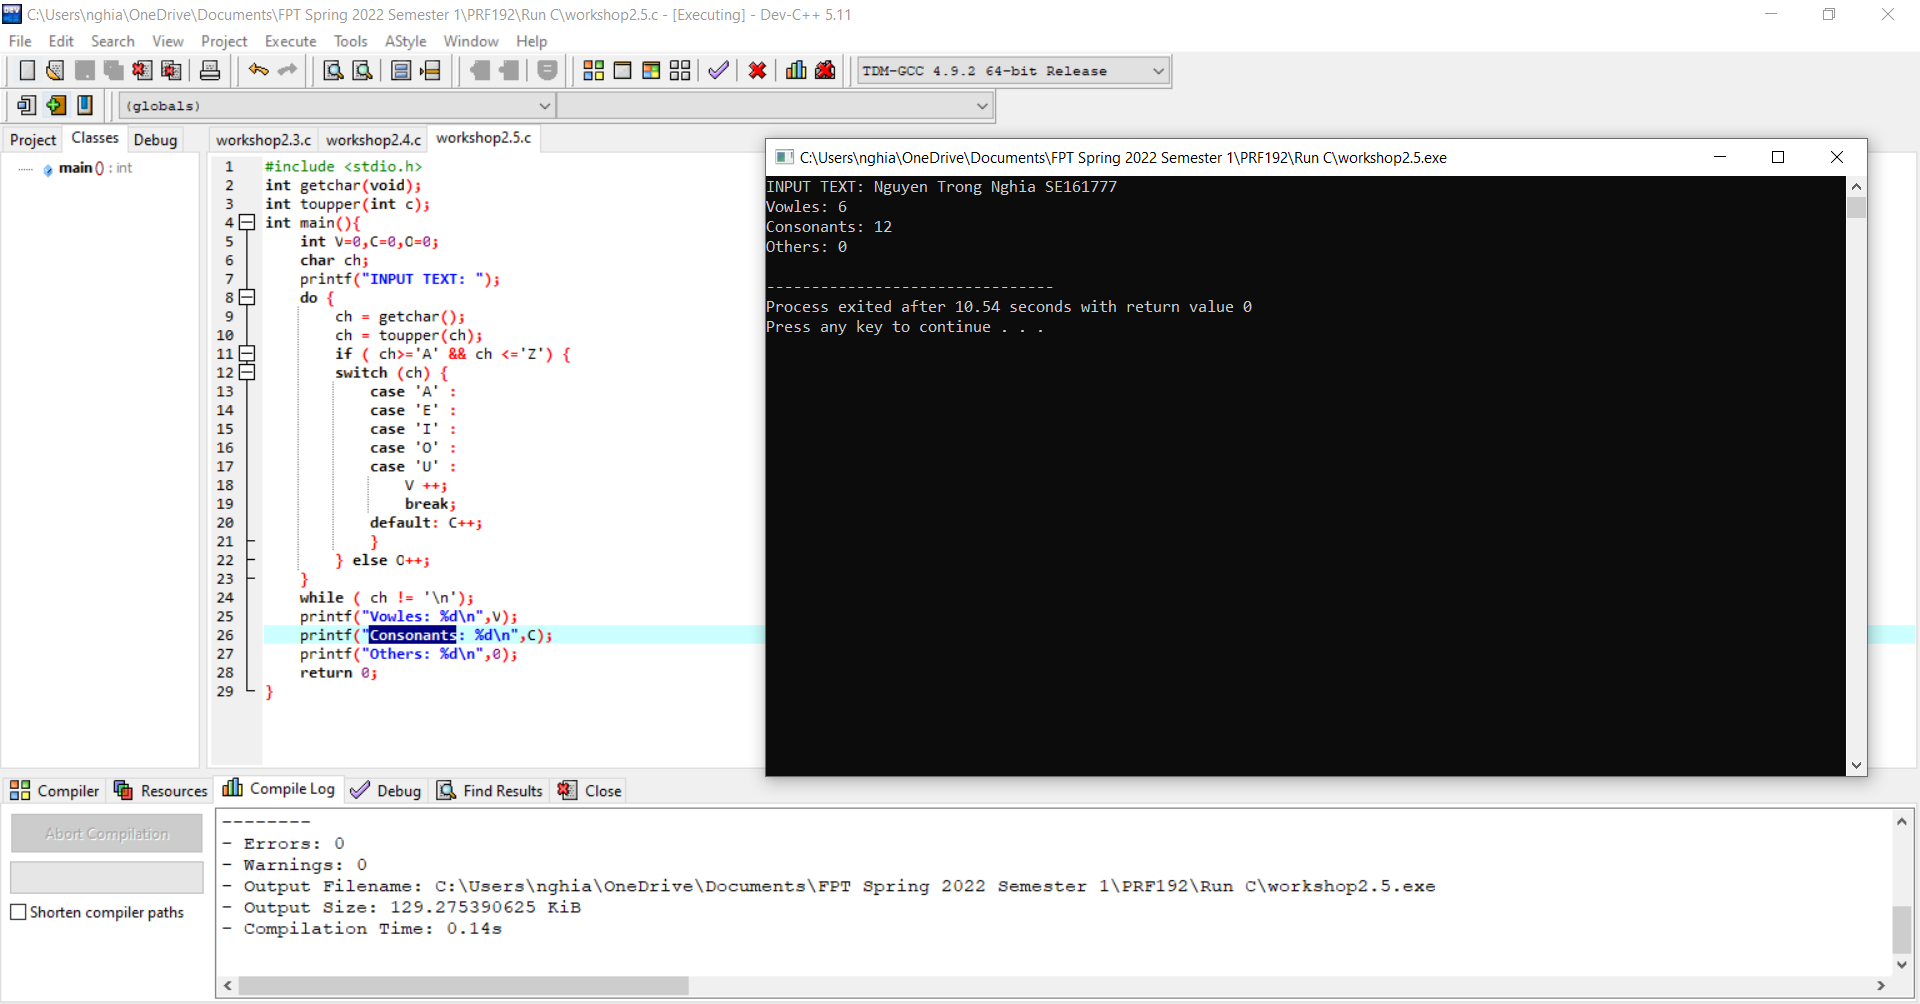 C:\Users\nghia\OneDrive\Documents\FPT Spring 2022 Semester 1\PRF192\Run C\workshop2.5.c - [Executing] - Dev-C++ 5.11
File Edit Search View Project Execute Tools AStyle Window Help
TDM-GCC 4.9.2 64-bit Release
(globals)
Project Classes Debug
workshop2.3.c workshop2.4.c workshop2.5.c
main () : int
1 #include <stdio.h>
2 int getchar(void);
3 int toupper(int c);
4 int main(){
5 int V=0,C=0,O=0;
6 char ch;
7 printf("INPUT TEXT: ");
8 do {
9 ch = getchar();
10 ch = toupper(ch);
11 if ( ch>='A' && ch <='Z') {
12 switch (ch) {
13 case 'A' :
14 case 'E' :
15 case 'I' :
16 case 'O' :
17 case 'U' :
18 V ++;
19 break;
20 default: C++;
21 }
22 } else O++;
23 }
24 while ( ch != '\n');
25 printf("Vowles: %d\n",V);
26 printf("Consonants: %d\n",C);
27 printf("Others: %d\n",0);
28 return 0;
29 }
C:\Users\nghia\OneDrive\Documents\FPT Spring 2022 Semester 1\PRF192\Run C\workshop2.5.exe
INPUT TEXT: Nguyen Trong Nghia SE161777
Vowles: 6
Consonants: 12
Others: 0
--------------------------------
Process exited after 10.54 seconds with return value 0
Press any key to continue . . .
Compiler Resources Compile Log Debug Find Results Close
Abort Compilation
Shorten compiler paths
--------
- Errors: 0
- Warnings: 0
- Output Filename: C:\Users\nghia\OneDrive\Documents\FPT Spring 2022 Semester 1\PRF192\Run C\workshop2.5.exe
- Output Size: 129.275390625 KiB
- Compilation Time: 0.14s